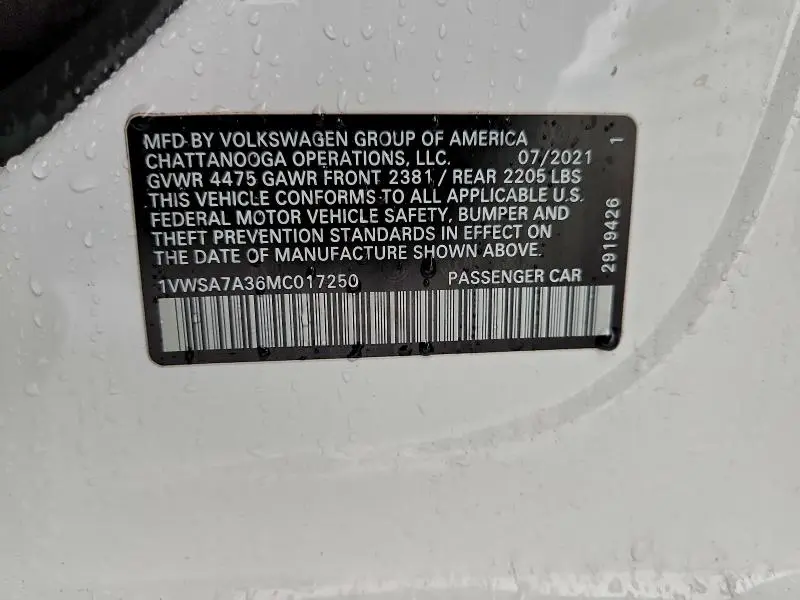 MFD BY VOLKSWAGEN GROUP OF AMERICA
CHATTANOOGA OPERATIONS, LLC. 07/2021 1
GVWR 4475 GAWR FRONT 2381 / REAR 2205 LBS
THIS VEHICLE CONFORMS TO ALL APPLICABLE U.S.
FEDERAL MOTOR VEHICLE SAFETY, BUMPER AND
THEFT PREVENTION STANDARDS IN EFFECT ON
THE DATE OF MANUFACTURE SHOWN ABOVE.
1VWSA7A36MC017250 PASSENGER CAR
2919426